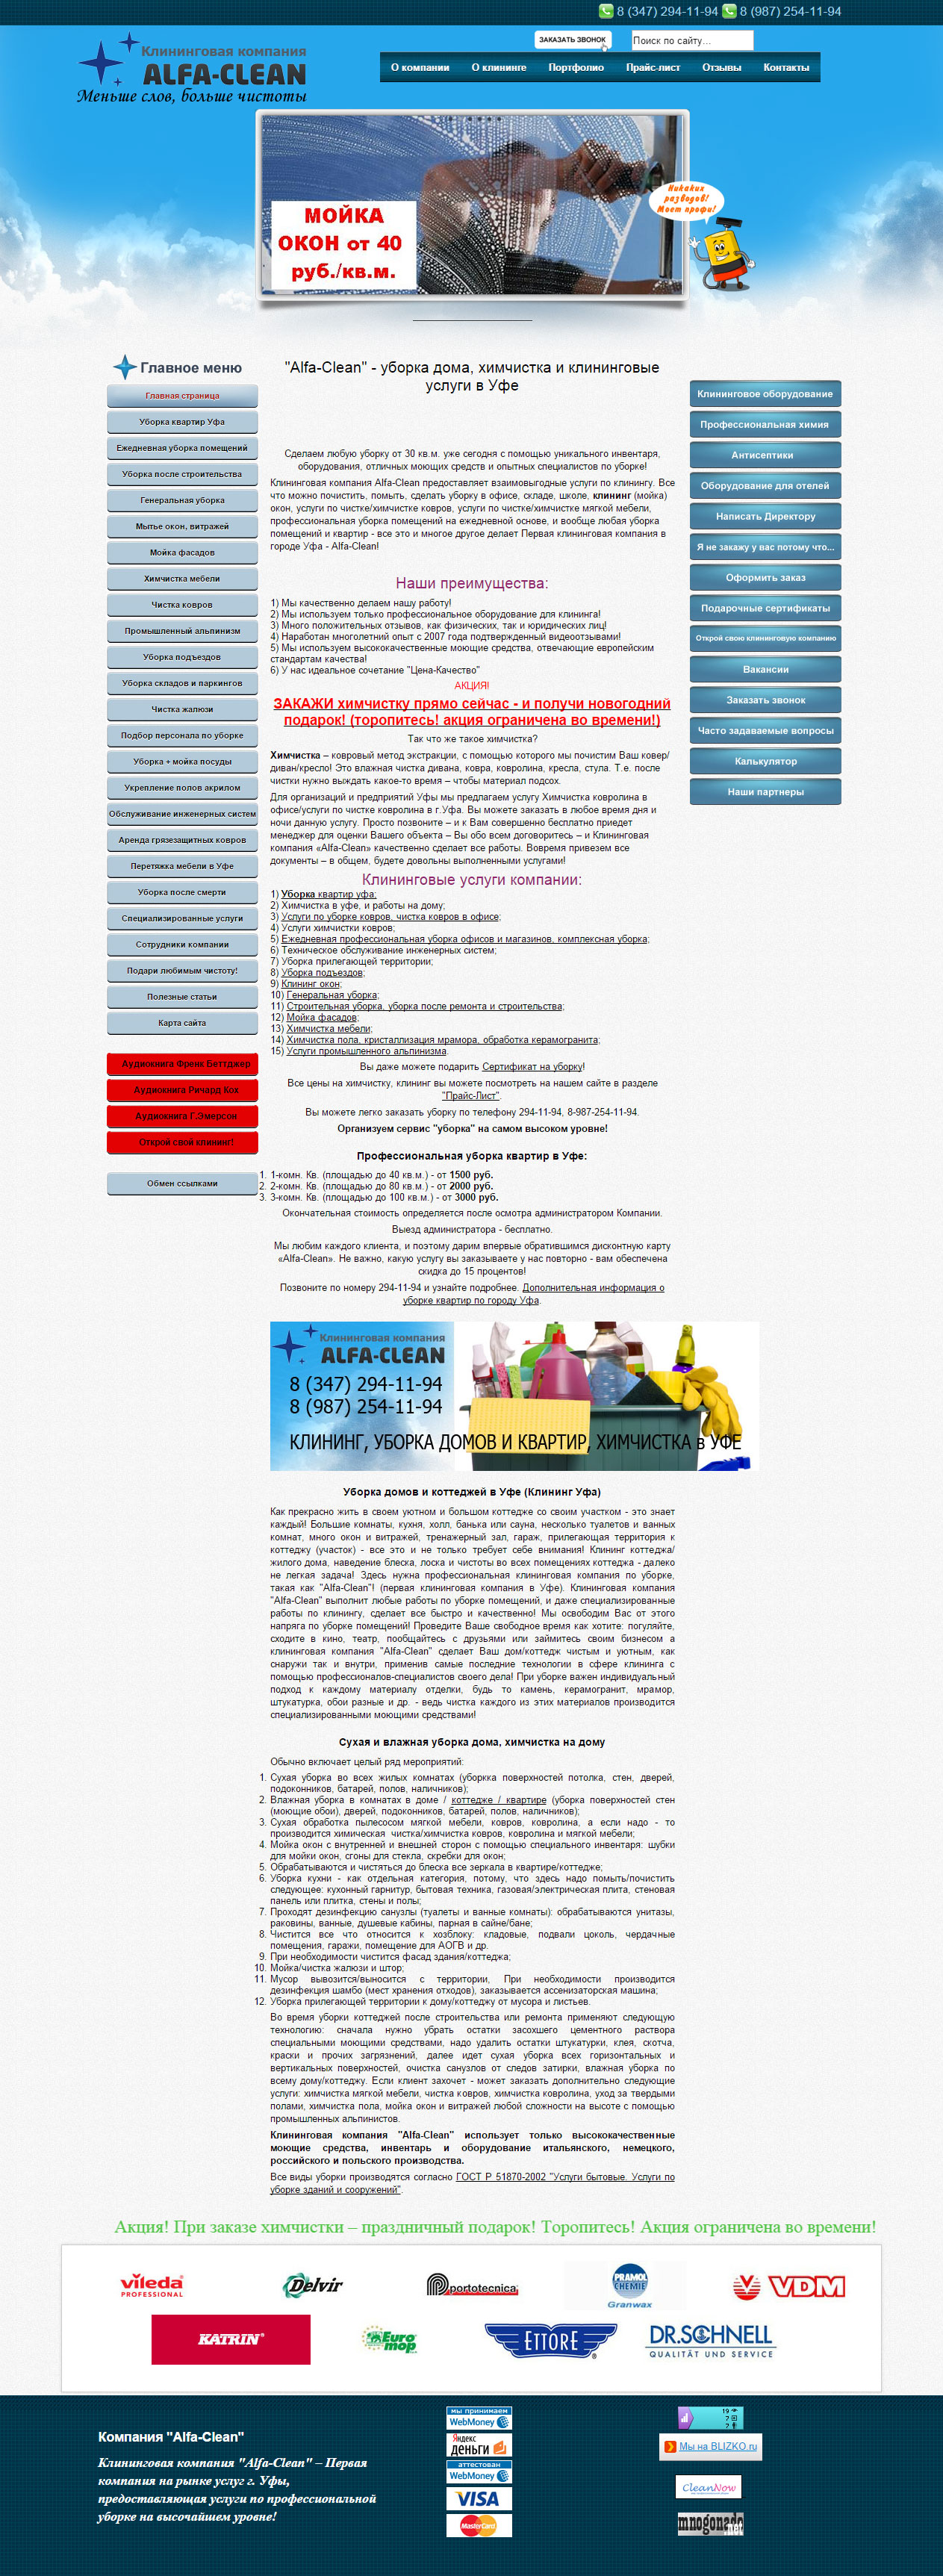 8 (347) 294-11-94 8 (987) 254-11-94
ЗАКАЗАТЬ ЗВОНОК
Поиск по сайту...
Клининговая компания
ALFA-CLEAN
Меньше слов, больше чистоты
О компании О клининге Портфолио Прайс-лист Отзывы Контакты
МОЙКА
ОКОН от 40
руб./кв.м.
Никаких
разводов!
Моет профи!
Главное меню
Главная страница
Уборка квартир Уфа
Ежедневная уборка помещений
Уборка после строительства
Генеральная уборка
Мытье окон, витражей
Мойка фасадов
Химчистка мебели
Чистка ковров
Промышленный альпинизм
Уборка подъездов
Уборка складов и паркингов
Чистка жалюзи
Подбор персонала по уборке
Уборка + мойка посуды
Укрепление полов акрилом
Обслуживание инженерных систем
Аренда грязезащитных ковров
Перетяжка мебели в Уфе
Уборка после смерти
Специализированные услуги
Сотрудники компании
Подари любимым чистоту!
Полезные статьи
Карта сайта
Аудиокнига Френк Беттджер
Аудиокнига Ричард Кох
Аудиокнига Г.Эмерсон
Открой свой клининг!
Обмен ссылками
"Alfa-Clean" - уборка дома, химчистка и клининговые
услуги в Уфе
Сделаем любую уборку от 30 кв.м. уже сегодня с помощью уникального инвентаря,
оборудования, отличных моющих средств и опытных специалистов по уборке!
Клининговая компания Alfa-Clean предоставляет взаимовыгодные услуги по клинингу. Все
что можно почистить, помыть, сделать уборку в офисе, складе, школе, клининг (мойка)
окон, услуги по чистке/химчистке ковров, услуги по чистке/химчистке мягкой мебели,
профессиональная уборка помещений на ежедневной основе, и вообще любая уборка
помещений и квартир - все это и многое другое делает Первая клининговая компания в
городе Уфа - Alfa-Clean!
Наши преимущества:
1) Мы качественно делаем нашу работу!
2) Мы используем только профессиональное оборудование для клининга!
3) Много положительных отзывов, как физических, так и юридических лиц!
4) Наработан многолетний опыт с 2007 года подтвержденный видеоотзывами!
5) Мы используем высококачественные моющие средства, отвечающие европейским
стандартам качества!
6) У нас идеальное сочетание "Цена-Качество"
АКЦИЯ!
ЗАКАЖИ химчистку прямо сейчас - и получи новогодний
подарок! (торопитесь! акция ограничена во времени!)
Так что же такое химчистка?
Химчистка – ковровый метод экстракции, с помощью которого мы почистим Ваш ковер/
диван/кресло! Это влажная чистка дивана, ковра, ковролина, кресла, стула. Т.е. после
чистки нужно выждать какое-то время – чтобы материал подсох.
Для организаций и предприятий Уфы мы предлагаем услугу Химчистка ковролина в
офисе/услуги по чистке ковролина в г.Уфа. Вы можете заказать в любое время дня и
ночи данную услугу. Просто позвоните – и к Вам совершенно бесплатно приедет
менеджер для оценки Вашего объекта – Вы обо всем договоритесь – и Клининговая
компания «Alfa-Clean» качественно сделает все работы. Вовремя привезем все
документы – в общем, будете довольны выполненными услугами!
Клининговые услуги компании:
1) Уборка квартир уфа;
2) Химчистка в уфе, и работы на дому;
3) Услуги по уборке ковров, чистка ковров в офисе;
4) Услуги химчистки ковров;
5) Ежедневная профессиональная уборка офисов и магазинов, комплексная уборка;
6) Техническое обслуживание инженерных систем;
7) Уборка прилегающей территории;
8) Уборка подъездов;
9) Клининг окон;
10) Генеральная уборка;
11) Строительная уборка, уборка после ремонта и строительства;
12) Мойка фасадов;
13) Химчистка мебели;
14) Химчистка пола, кристаллизация мрамора, обработка керамогранита;
15) Услуги промышленного альпинизма.
Вы даже можете подарить Сертификат на уборку!
Все цены на химчистку, клининг вы можете посмотреть на нашем сайте в разделе
"Прайс-Лист".
Вы можете легко заказать уборку по телефону 294-11-94, 8-987-254-11-94.
Организуем сервис "уборка" на самом высоком уровне!
Профессиональная уборка квартир в Уфе:
1. 1-комн. Кв. (площадью до 40 кв.м.) - от 1500 руб.
2. 2-комн. Кв. (площадью до 80 кв.м.) - от 2000 руб.
3. 3-комн. Кв. (площадью до 100 кв.м.) - от 3000 руб.
Окончательная стоимость определяется после осмотра администратором Компании.
Выезд администратора - бесплатно.
Мы любим каждого клиента, и поэтому дарим впервые обратившимся дисконтную карту
«Alfa-Clean». Не важно, какую услугу вы заказываете у нас повторно - вам обеспечена
скидка до 15 процентов!
Позвоните по номеру 294-11-94 и узнайте подробнее. Дополнительная информация о
уборке квартир по городу Уфа.
Клининговая компания
ALFA-CLEAN
8 (347) 294-11-94
8 (987) 254-11-94
КЛИНИНГ, УБОРКА ДОМОВ И КВАРТИР, ХИМЧИСТКА в УФЕ
Уборка домов и коттеджей в Уфе (Клининг Уфа)
Как прекрасно жить в своем уютном и большом коттедже со своим участком - это знает
каждый! Большие комнаты, кухня, холл, банька или сауна, несколько туалетов и ванных
комнат, много окон и витражей, тренажерный зал, гараж, прилегающая территория к
коттеджу (участок) - все это и не только требует себе внимания! Клининг коттеджа/
жилого дома, наведение блеска, лоска и чистоты во всех помещениях коттеджа - далеко
не легкая задача! Здесь нужна профессиональная клининговая компания по уборке,
такая как "Alfa-Clean"! (первая клининговая компания в Уфе). Клининговая компания
"Alfa-Clean" выполнит любые работы по уборке помещений, и даже специализированные
работы по клинингу, сделает все быстро и качественно! Мы освободим Вас от этого
напряга по уборке помещений! Проведите Ваше свободное время как хотите: погуляйте,
сходите в кино, театр, пообщайтесь с друзьями или займитесь своим бизнесом а
клининговая компания "Alfa-Clean" сделает Ваш дом/коттедж чистым и уютным, как
снаружи так и внутри, применив самые последние технологии в сфере клининга с
помощью профессионалов-специалистов своего дела! При уборке важен индивидуальный
подход к каждому материалу отделки, будь то камень, керамогранит, мрамор,
штукатурка, обои разные и др. - ведь чистка каждого из этих материалов производится
специализированными моющими средствами!
Сухая и влажная уборка дома, химчистка на дому
Обычно включает целый ряд мероприятий:
1. Сухая уборка во всех жилых комнатах (уборкка поверхностей потолка, стен, дверей,
подоконников, батарей, полов, наличников);
2. Влажная уборка в комнатах в доме / коттедже / квартире (уборка поверхностей стен
(моющие обои), дверей, подоконников, батарей, полов, наличников);
3. Сухая обработка пылесосом мягкой мебели, ковров, ковролина, а если надо - то
производится химическая чистка/химчистка ковров, ковролина и мягкой мебели;
4. Мойка окон с внутренней и внешней сторон с помощью специального инвентаря: шубки
для мойки окон, сгоны для стекла, скребки для окон;
5. Обрабатываются и чистяться до блеска все зеркала в квартире/коттедже;
6. Уборка кухни - как отдельная категория, потому, что здесь надо помыть/почистить
следующее: кухонный гарнитур, бытовая техника, газовая/электрическая плита, стеновая
панель или плитка, стены и полы;
7. Проходят дезинфекцию санузлы (туалеты и ванные комнаты): обрабатываются унитазы,
раковины, ванные, душевые кабины, парная в сайне/бане;
8. Чистится все что относится к хозблоку: кладовые, подвали цоколь, чердачные
помещения, гаражи, помещение для АОГВ и др.
9. При необходимости чистится фасад здания/коттеджа;
10. Мойка/чистка жалюзи и штор;
11. Мусор вывозится/выносится с территории, При необходимости производится
дезинфекция шамбо (мест хранения отходов), заказывается ассенизаторская машина;
12. Уборка прилегающей территории к дому/коттеджу от мусора и листьев.
Во время уборки коттеджей после строительства или ремонта применяют следующую
технологию: сначала нужно убрать остатки засохшего цементного раствора
специальными моющими средствами, надо удалить остатки штукатурки, клея, скотча,
краски и прочих загрязнений, далее идет сухая уборка всех горизонтальных и
вертикальных поверхностей, очистка санузлов от следов затирки, влажная уборка по
всему дому/коттеджу. Если клиент захочет - может заказать дополнительно следующие
услуги: химчистка мягкой мебели, чистка ковров, химчистка ковролина, уход за твердыми
полами, химчистка пола, мойка окон и витражей любой сложности на высоте с помощью
промышленных альпинистов.
Клининговая компания "Alfa-Clean" использует только высококачественные
моющие средства, инвентарь и оборудование итальянского, немецкого,
российского и польского производства.
Все виды уборки производятся согласно ГОСТ Р 51870-2002 "Услуги бытовые. Услуги по
уборке зданий и сооружений".
Клининговое оборудование
Профессиональная химия
Антисептики
Оборудование для отелей
Написать Директору
Я не закажу у вас потому что...
Оформить заказ
Подарочные сертификаты
Открой свою клининговую компанию
Вакансии
Заказать звонок
Часто задаваемые вопросы
Калькулятор
Наши партнеры
Акция! При заказе химчистки – праздничный подарок! Торопитесь! Акция ограничена во времени!
vileda
PROFESSIONAL
Delvir
portotecnica
PRAMOL
CHEMIE
Granwax
VDM
KATRIN
Euro
mop
ETTORE
DR.SCHNELL
QUALITÄT UND SERVICE
Компания "Alfa-Clean"
Клининговая компания "Alfa-Clean" – Первая
компания на рынке услуг г. Уфы,
предоставляющая услуги по профессиональной
уборке на высочайшем уровне!
мы принимаем
WebMoney
Яндекс
деньги
аттестован
WebMoney
VISA
MasterCard
19
?
?
Мы на BLIZKO.ru
CleanNow
mnogonado
.net